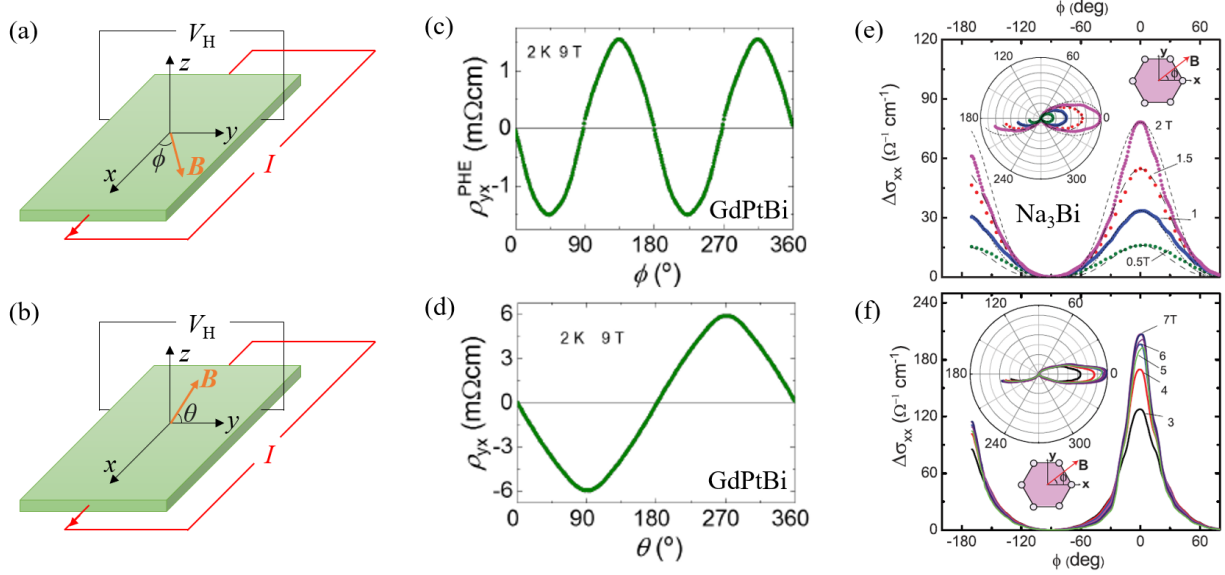 (a)
V_H
z
y
x
ϕ
B
I
(b)
V_H
z
B
θ
y
x
I
(c)
2 K 9 T
ρ_yx^PHE (mΩcm)
1
0
-1
GdPtBi
0 90 180 270 360
ϕ (°)
(d)
2 K 9 T
ρ_yx (mΩcm)
6
3
0
-3
-6
GdPtBi
0 90 180 270 360
θ (°)
(e)
ϕ (deg)
-180 -120 -60 0 60
Δσ_xx (Ω⁻¹ cm⁻¹)
120
90
60
30
0
120 60
180 0
240 300
y
B
ϕ
x
2 T
1.5
1
0.5T
Na₃Bi
(f)
Δσ_xx (Ω⁻¹ cm⁻¹)
240
180
120
60
0
120 60
180 0
240 300
7T
6
5
4
3
y
B
ϕ
x
-180 -120 -60 0 60
ϕ (deg)